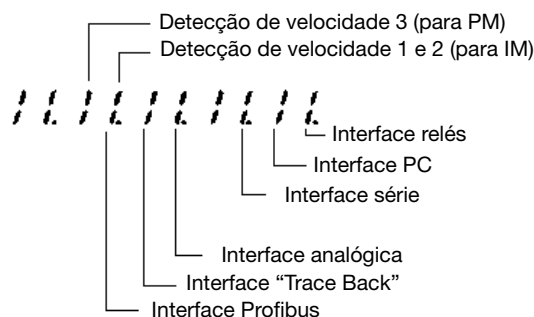 Detecção de velocidade 3 (para PM)
Detecção de velocidade 1 e 2 (para IM)
Interface relés
Interface PC
Interface série
Interface analógica
Interface “Trace Back”
Interface Profibus